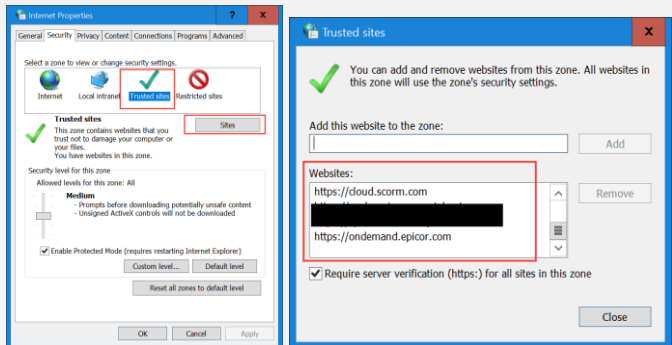 Internet Properties
? x
General Security Privacy Content Connections Programs Advanced
Select a zone to view or change security settings.
Internet Local intranet Trusted sites Restricted sites
Trusted sites
Sites
This zone contains websites that you
trust not to damage your computer or
your files.
You have websites in this zone.
Security level for this zone
Allowed levels for this zone: All
Medium
- Prompts before downloading potentially unsafe content
- Unsigned ActiveX controls will not be downloaded
Enable Protected Mode (requires restarting Internet Explorer)
Custom level... Default level
Reset all zones to default level
OK Cancel Apply
Trusted sites
x
You can add and remove websites from this zone. All websites in
this zone will use the zone's security settings.
Add this website to the zone:
Add
Websites:
https://cloud.scorm.com
Remove
https://ondemand.epicor.com
Require server verification (https:) for all sites in this zone
Close